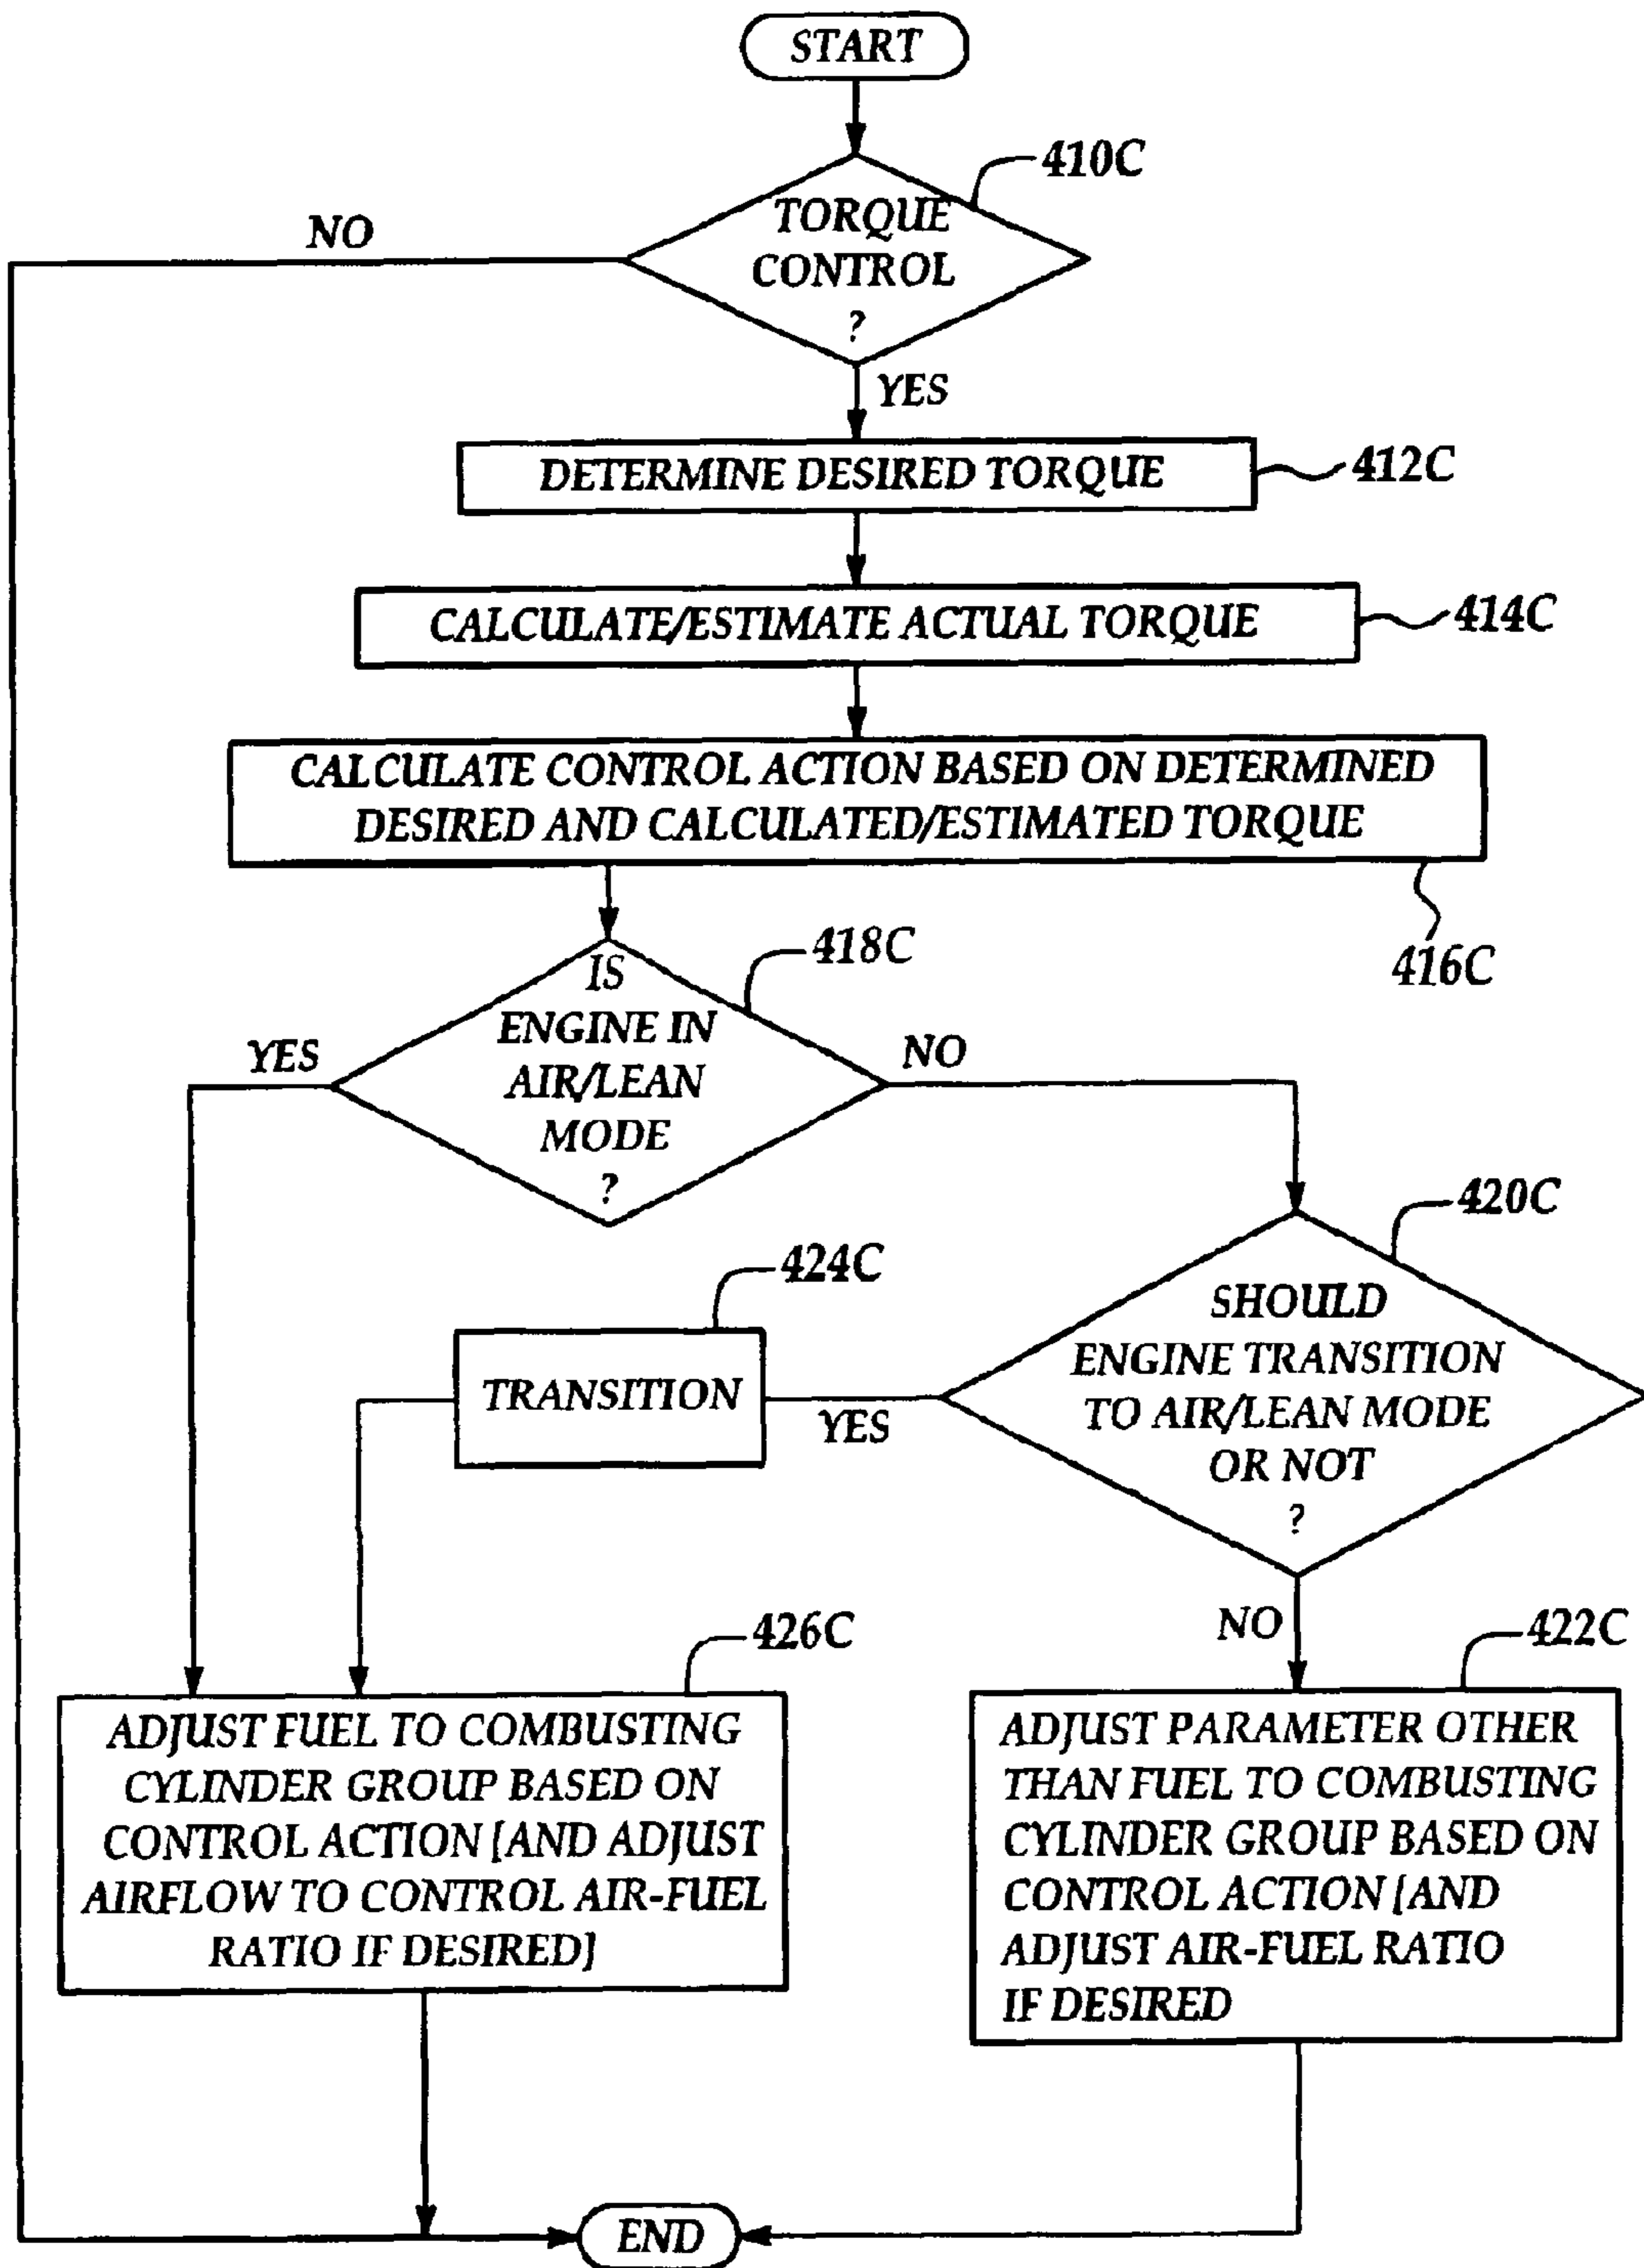 START
410C
TORQUE
CONTROL
?
NO
YES
DETERMINE DESIRED TORQUE
412C
CALCULATE/ESTIMATE ACTUAL TORQUE
414C
CALCULATE CONTROL ACTION BASED ON DETERMINED
DESIRED AND CALCULATED/ESTIMATED TORQUE
416C
418C
IS
ENGINE IN
AIR/LEAN
MODE
?
YES
NO
420C
SHOULD
ENGINE TRANSITION
TO AIR/LEAN MODE
OR NOT
?
424C
TRANSITION
YES
NO
426C
ADJUST FUEL TO COMBUSTING
CYLINDER GROUP BASED ON
CONTROL ACTION [AND ADJUST
AIRFLOW TO CONTROL AIR-FUEL
RATIO IF DESIRED]
422C
ADJUST PARAMETER OTHER
THAN FUEL TO COMBUSTING
CYLINDER GROUP BASED ON
CONTROL ACTION [AND
ADJUST AIR-FUEL RATIO
IF DESIRED
END